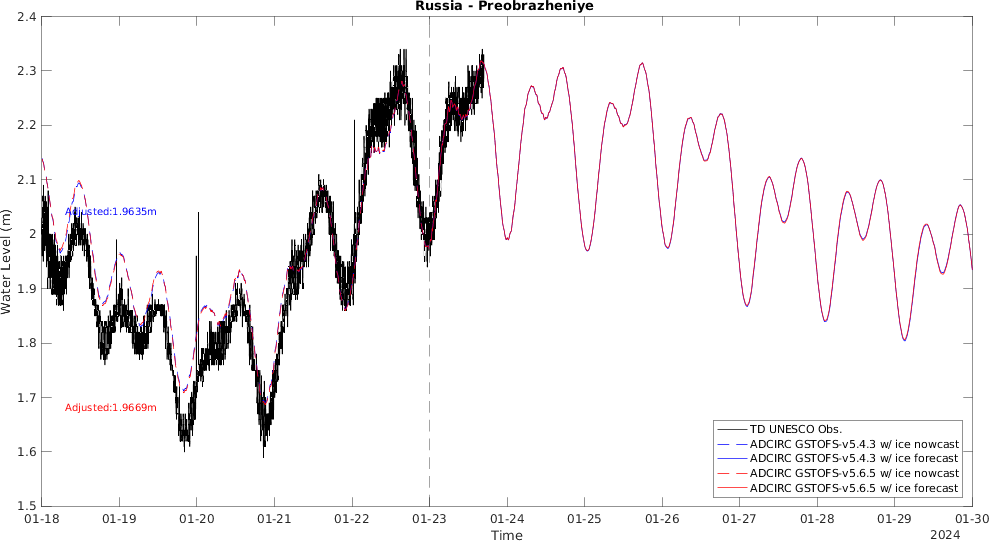 Russia - Preobrazheniye
2.4
2.3
2.2
2.1
2
1.9
1.8
1.7
1.6
1.5
Water Level (m)
Adjusted:1.9635m
Adjusted:1.9669m
TD UNESCO Obs.
ADCIRC GSTOFS-v5.4.3 w/ ice nowcast
ADCIRC GSTOFS-v5.4.3 w/ ice forecast
ADCIRC GSTOFS-v5.6.5 w/ ice nowcast
ADCIRC GSTOFS-v5.6.5 w/ ice forecast
01-18 01-19 01-20 01-21 01-22 01-23 01-24 01-25 01-26 01-27 01-28 01-29 01-30
Time
2024